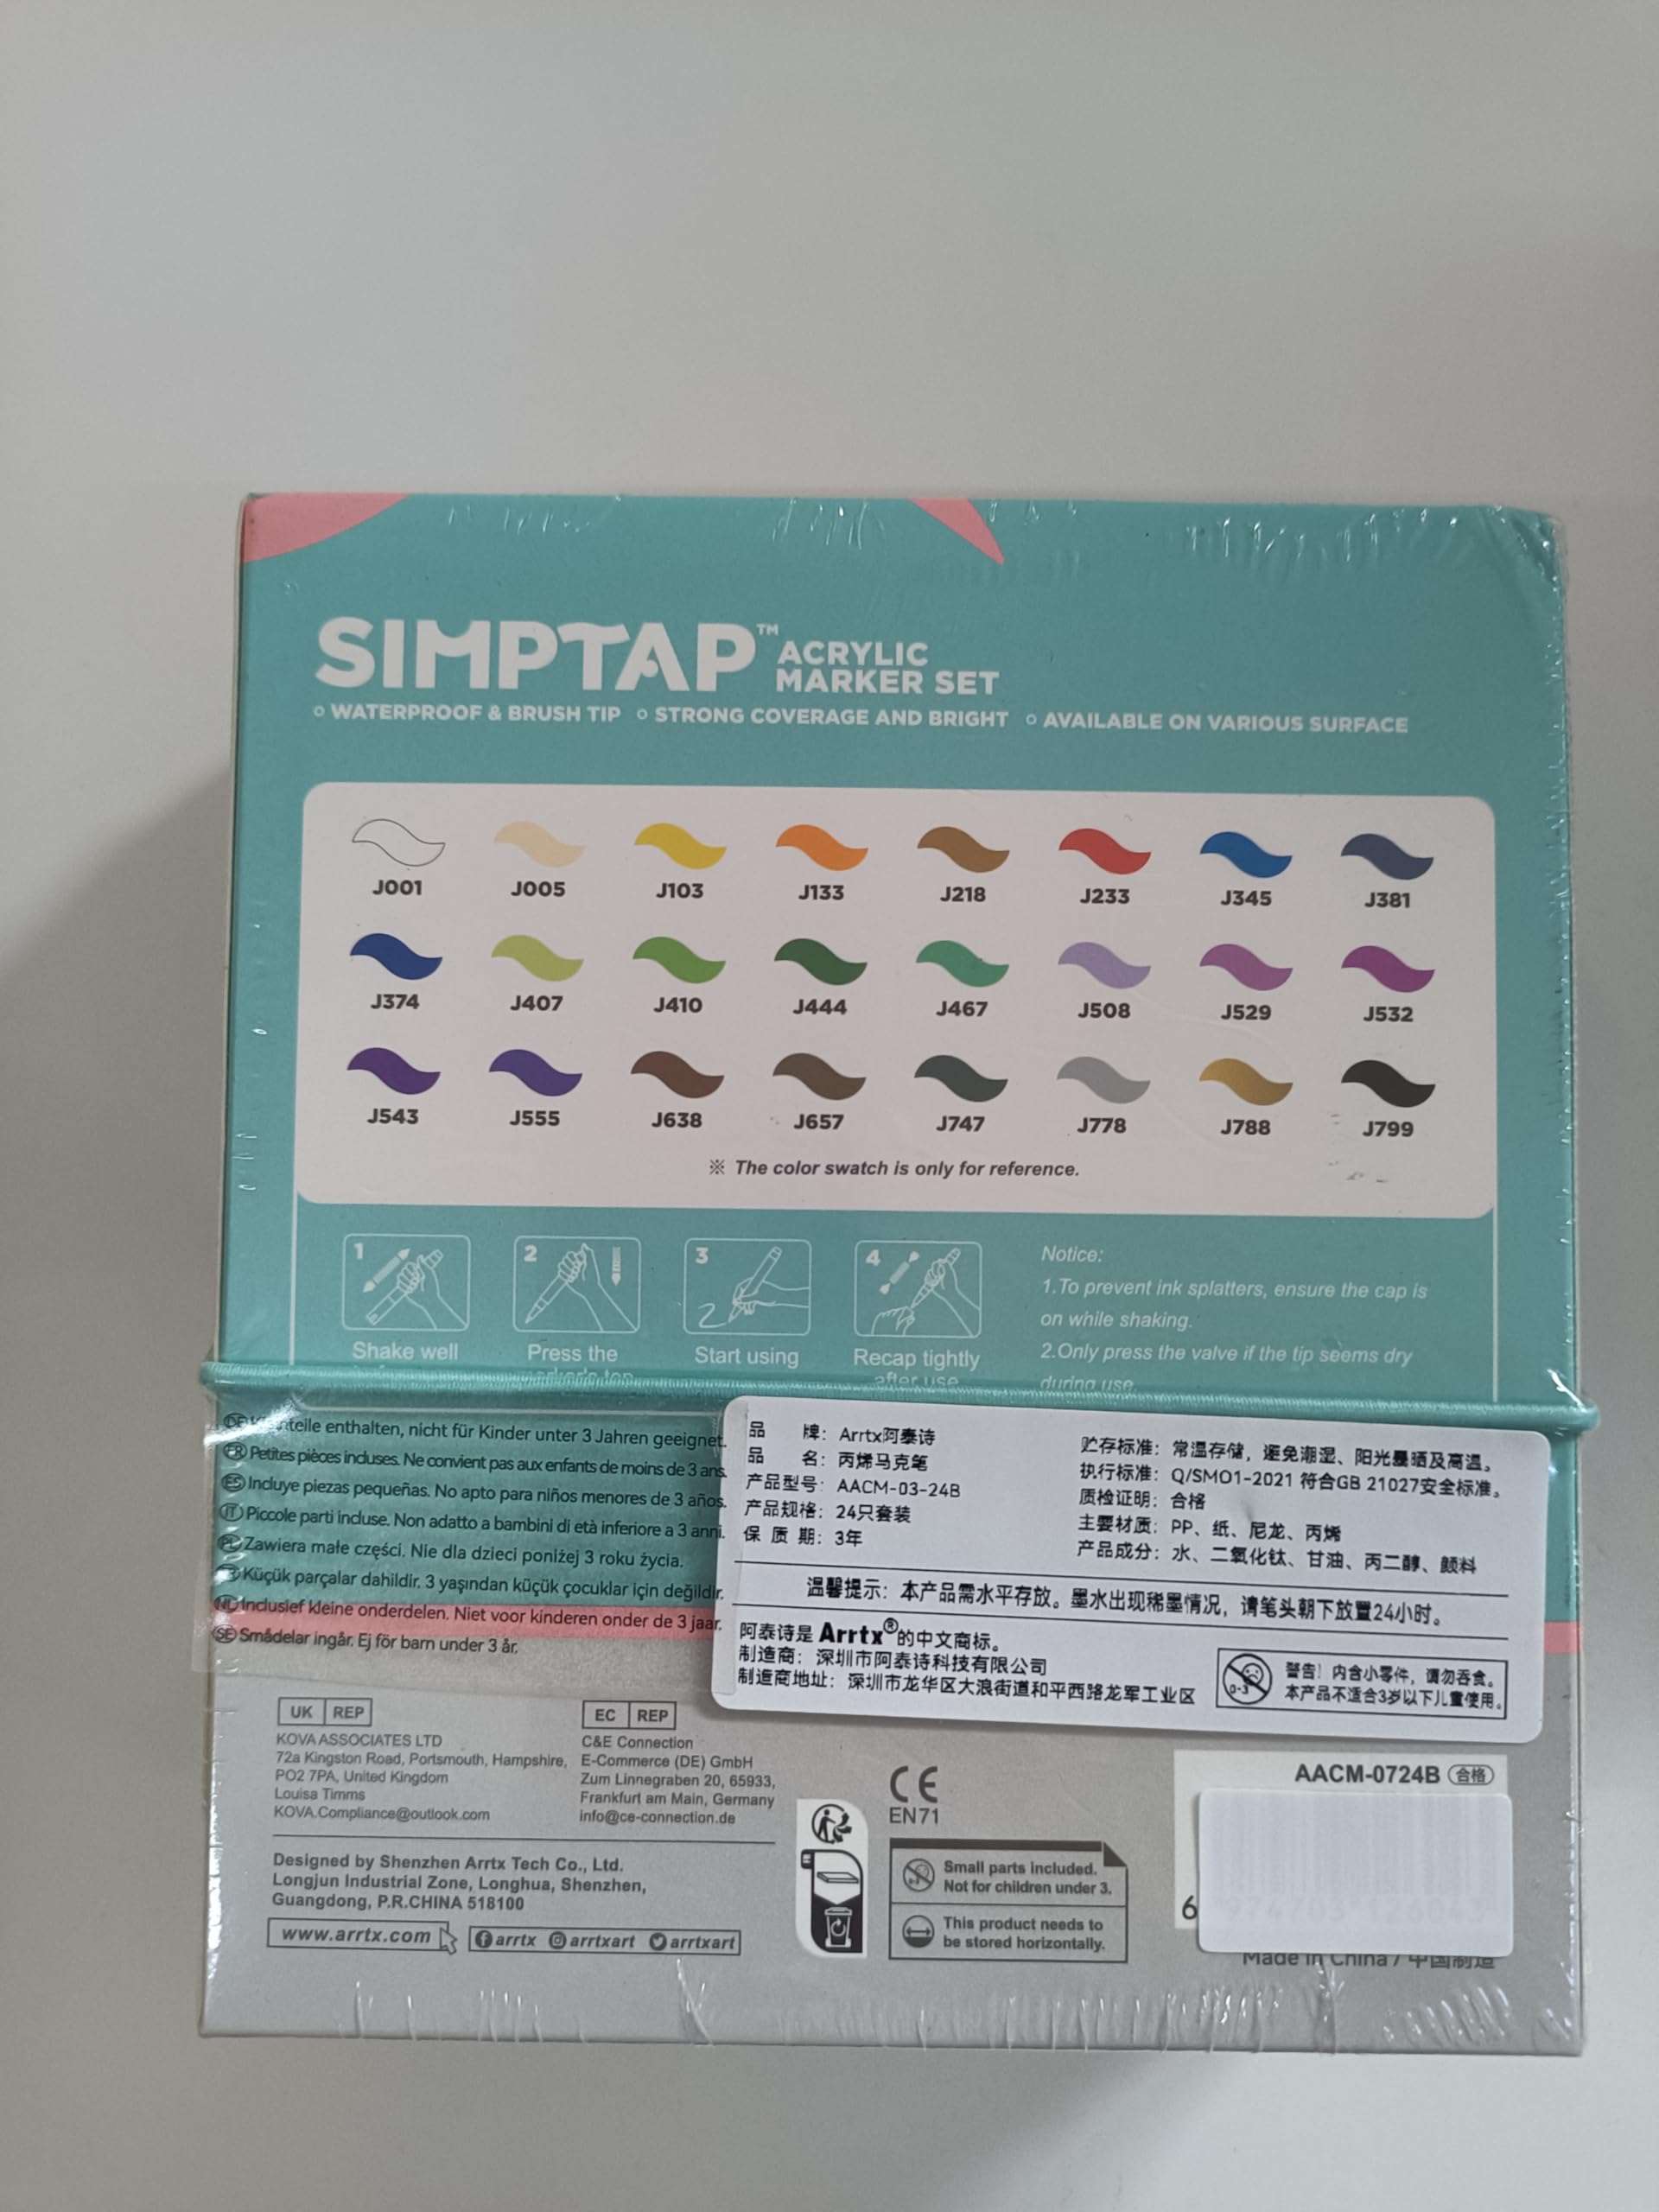 SIMPTAP™ ACRYLIC
MARKER SET
WATERPROOF & BRUSH TIP STRONG COVERAGE AND BRIGHT AVAILABLE ON VARIOUS SURFACE
J001 J005 J103 J133 J218 J233 J345 J381
J374 J407 J410 J444 J467 J508 J529 J532
J543 J555 J638 J657 J747 J778 J788 J799
※ The color swatch is only for reference.
1 2 3 4
Shake well
Press the
Start using
Recap tightly
after use
Notice:
1.To prevent ink splatters, ensure the cap is
on while shaking.
2.Only press the valve if the tip seems dry
during use.
DE enthalten, nicht für Kinder unter 3 Jahren geeignet.
FR Petites pièces incluses. Ne convient pas aux enfants de moins de 3 ans.
ES Incluye piezas pequeñas. No apto para niños menores de 3 años.
IT Piccole parti incluse. Non adatto a bambini di età inferiore a 3 anni.
PL Zawiera małe części. Nie dla dzieci poniżej 3 roku życia.
Küçük parçalar dahildir. 3 yaşından küçük çocuklar için değildir.
NL Inclusief kleine onderdelen. Niet voor kinderen onder de 3 jaar.
SE Smådelar ingår. Ej för barn under 3 år.
品 牌：Arrtx阿泰诗
品 名：丙烯马克笔
产品型号：AACM-03-24B
产品规格：24只套装
保 质 期：3年
贮存标准：常温存储，避免潮湿、阳光暴晒及高温。
执行标准：Q/SMO1-2021 符合GB 21027安全标准。
质检证明：合格
主要材质：PP、纸、尼龙、丙烯
产品成分：水、二氧化钛、甘油、丙二醇、颜料
温馨提示：本产品需水平存放。墨水出现稀墨情况，请笔头朝下放置24小时。
阿泰诗是 Arrtx®的中文商标。
制造商：深圳市阿泰诗科技有限公司
制造商地址：深圳市龙华区大浪街道和平西路龙军工业区
0-3
警告！内含小零件，请勿吞食。
本产品不适合3岁以下儿童使用。
UK REP
KOVA ASSOCIATES LTD
72a Kingston Road, Portsmouth, Hampshire,
PO2 7PA, United Kingdom
Louisa Timms
KOVA.Compliance@outlook.com
EC REP
C&E Connection
E-Commerce (DE) GmbH
Zum Linnegraben 20, 65933,
Frankfurt am Main, Germany
info@ce-connection.de
Designed by Shenzhen Arrtx Tech Co., Ltd.
Longjun Industrial Zone, Longhua, Shenzhen,
Guangdong, P.R.CHINA 518100
www.arrtx.com
arrtx arrtxart arrtxart
CE
EN71
Small parts included.
Not for children under 3.
This product needs to
be stored horizontally.
AACM-0724B 合格
6
Made in China / 中国制造